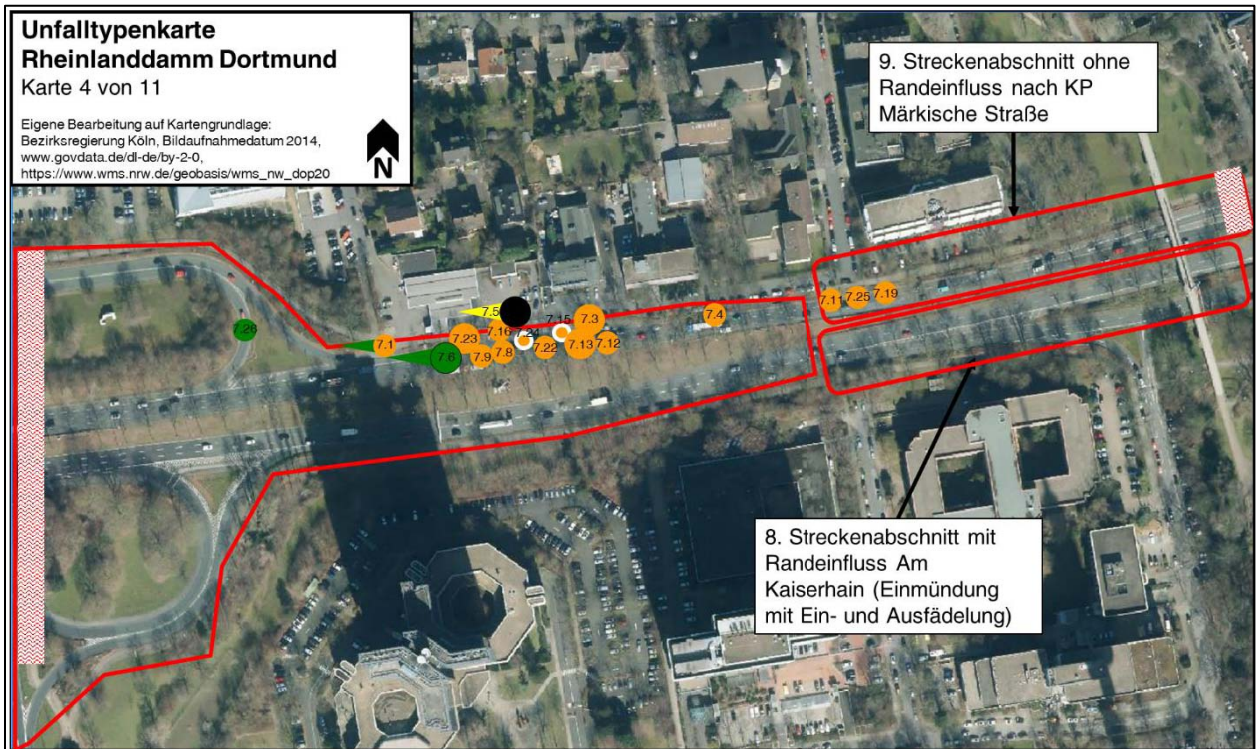 Unfalltypenkarte
Rheinlanddamm Dortmund
Karte 4 von 11
Eigene Bearbeitung auf Kartengrundlage:
Bezirksregierung Köln, Bildaufnahmedatum 2014,
www.govdata.de/dl-de/by-2-0,
https://www.wms.nrw.de/geobasis/wms_nw_dop20
N
9. Streckenabschnitt ohne
Randeinfluss nach KP
Märkische Straße
7.26
7.1
7.6
7.5
7.23
7.16
7.24
7.15
7.3
7.9
7.8
7.22
7.13
7.12
7.4
7.11
7.25
7.19
8. Streckenabschnitt mit
Randeinfluss Am
Kaiserhain (Einmündung
mit Ein- und Ausfädelung)